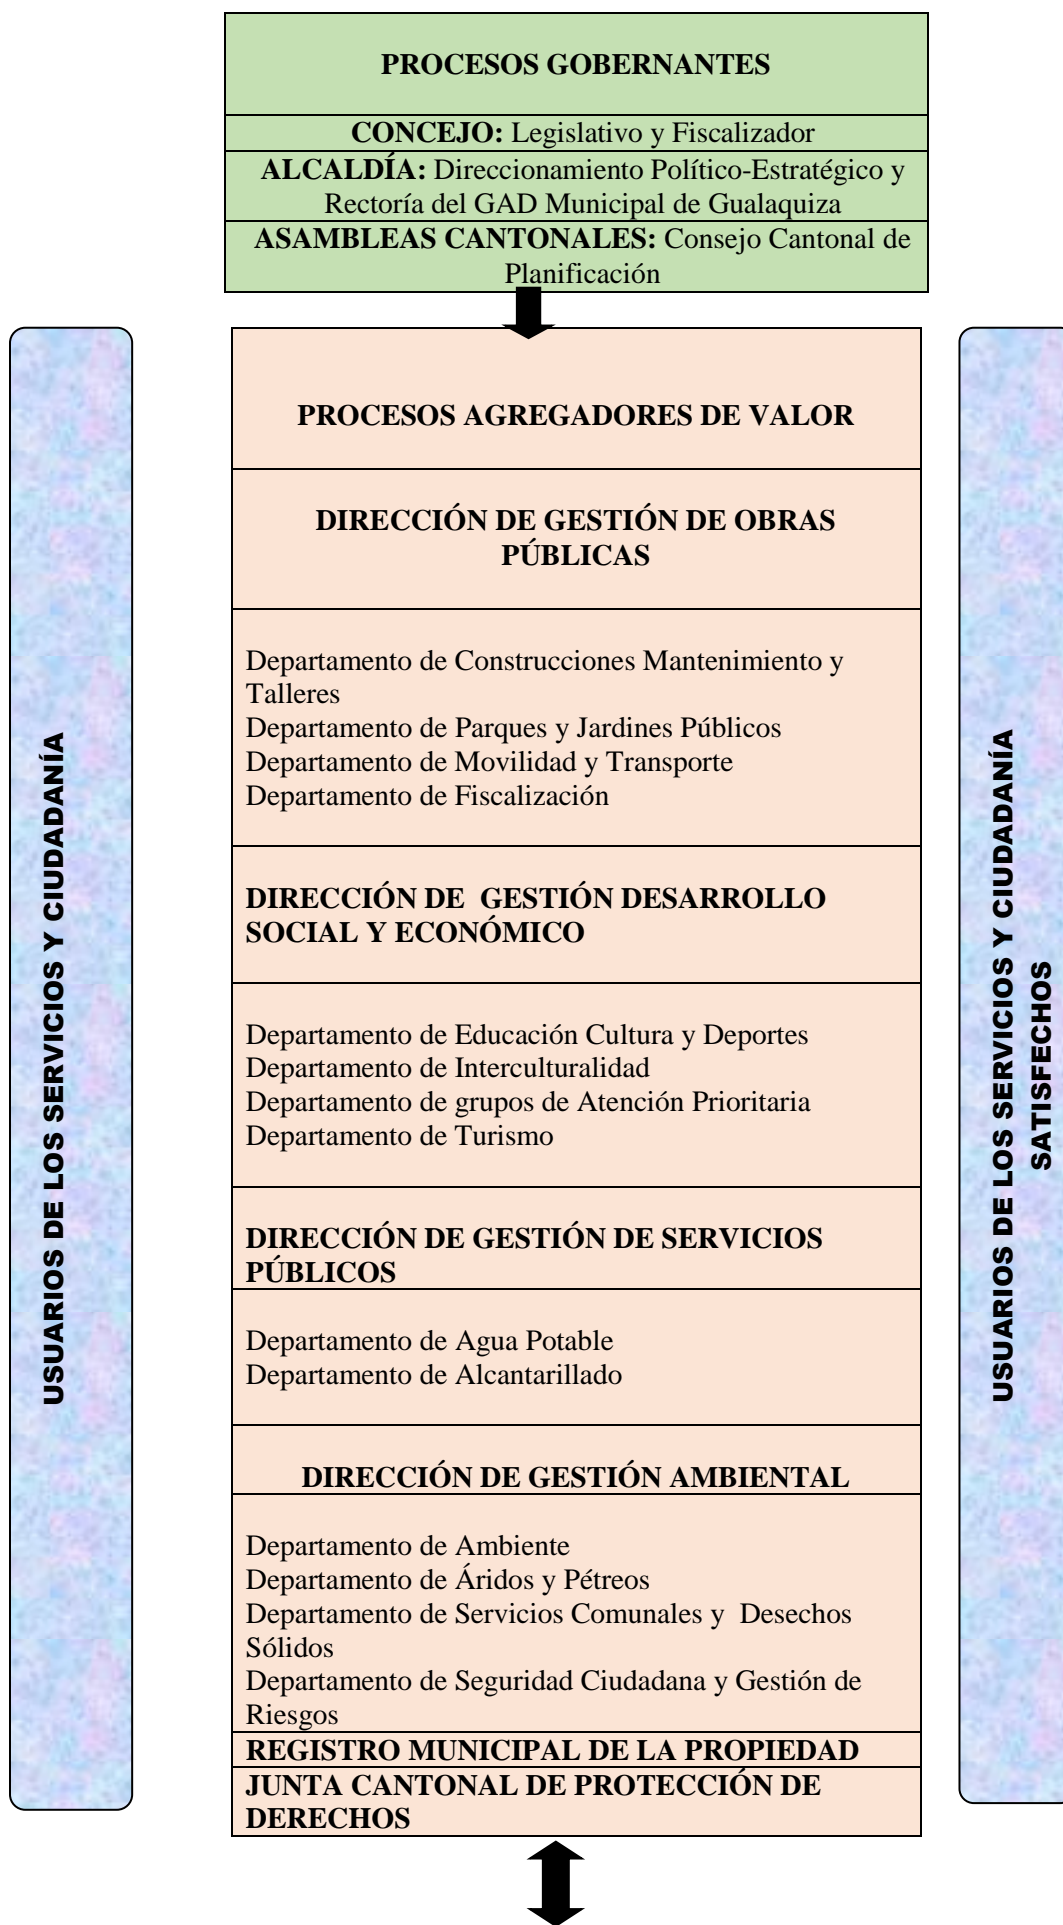 PROCESOS GOBERNANTES
CONCEJO: Legislativo y Fiscalizador
ALCALDÍA: Direccionamiento Político-Estratégico y
Rectoría del GAD Municipal de Gualaquiza
ASAMBLEAS CANTONALES: Consejo Cantonal de
Planificación
USUARIOS DE LOS SERVICIOS Y CIUDADANÍA
PROCESOS AGREGADORES DE VALOR
DIRECCIÓN DE GESTIÓN DE OBRAS
PÚBLICAS
Departamento de Construcciones Mantenimiento y
Talleres
Departamento de Parques y Jardines Públicos
Departamento de Movilidad y Transporte
Departamento de Fiscalización
DIRECCIÓN DE  GESTIÓN DESARROLLO
SOCIAL Y ECONÓMICO
Departamento de Educación Cultura y Deportes
Departamento de Interculturalidad
Departamento de grupos de Atención Prioritaria
Departamento de Turismo
DIRECCIÓN DE GESTIÓN DE SERVICIOS
PÚBLICOS
Departamento de Agua Potable
Departamento de Alcantarillado
DIRECCIÓN DE GESTIÓN AMBIENTAL
Departamento de Ambiente
Departamento de Áridos y Pétreos
Departamento de Servicios Comunales y  Desechos
Sólidos
Departamento de Seguridad Ciudadana y Gestión de
Riesgos
REGISTRO MUNICIPAL DE LA PROPIEDAD
JUNTA CANTONAL DE PROTECCIÓN DE
DERECHOS
USUARIOS DE LOS SERVICIOS Y CIUDADANÍA
SATISFECHOS